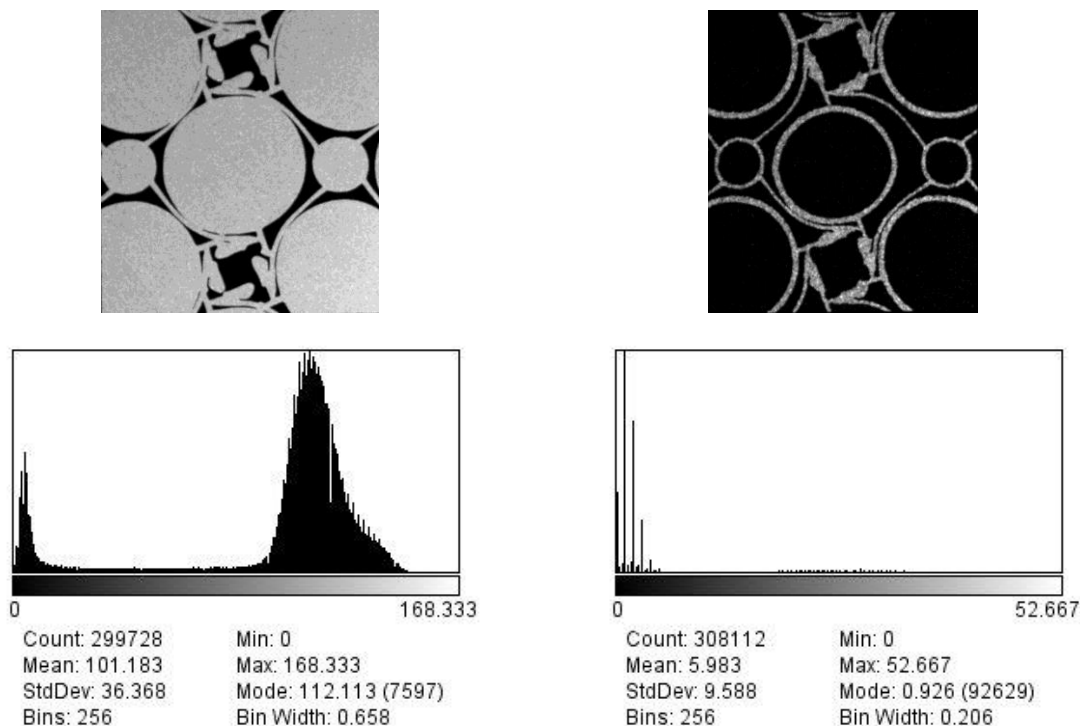 0 168.333
Count: 299728 Min: 0
Mean: 101.183 Max: 168.333
StdDev: 36.368 Mode: 112.113 (7597)
Bins: 256 Bin Width: 0.658
0 52.667
Count: 308112 Min: 0
Mean: 5.983 Max: 52.667
StdDev: 9.588 Mode: 0.926 (92629)
Bins: 256 Bin Width: 0.206